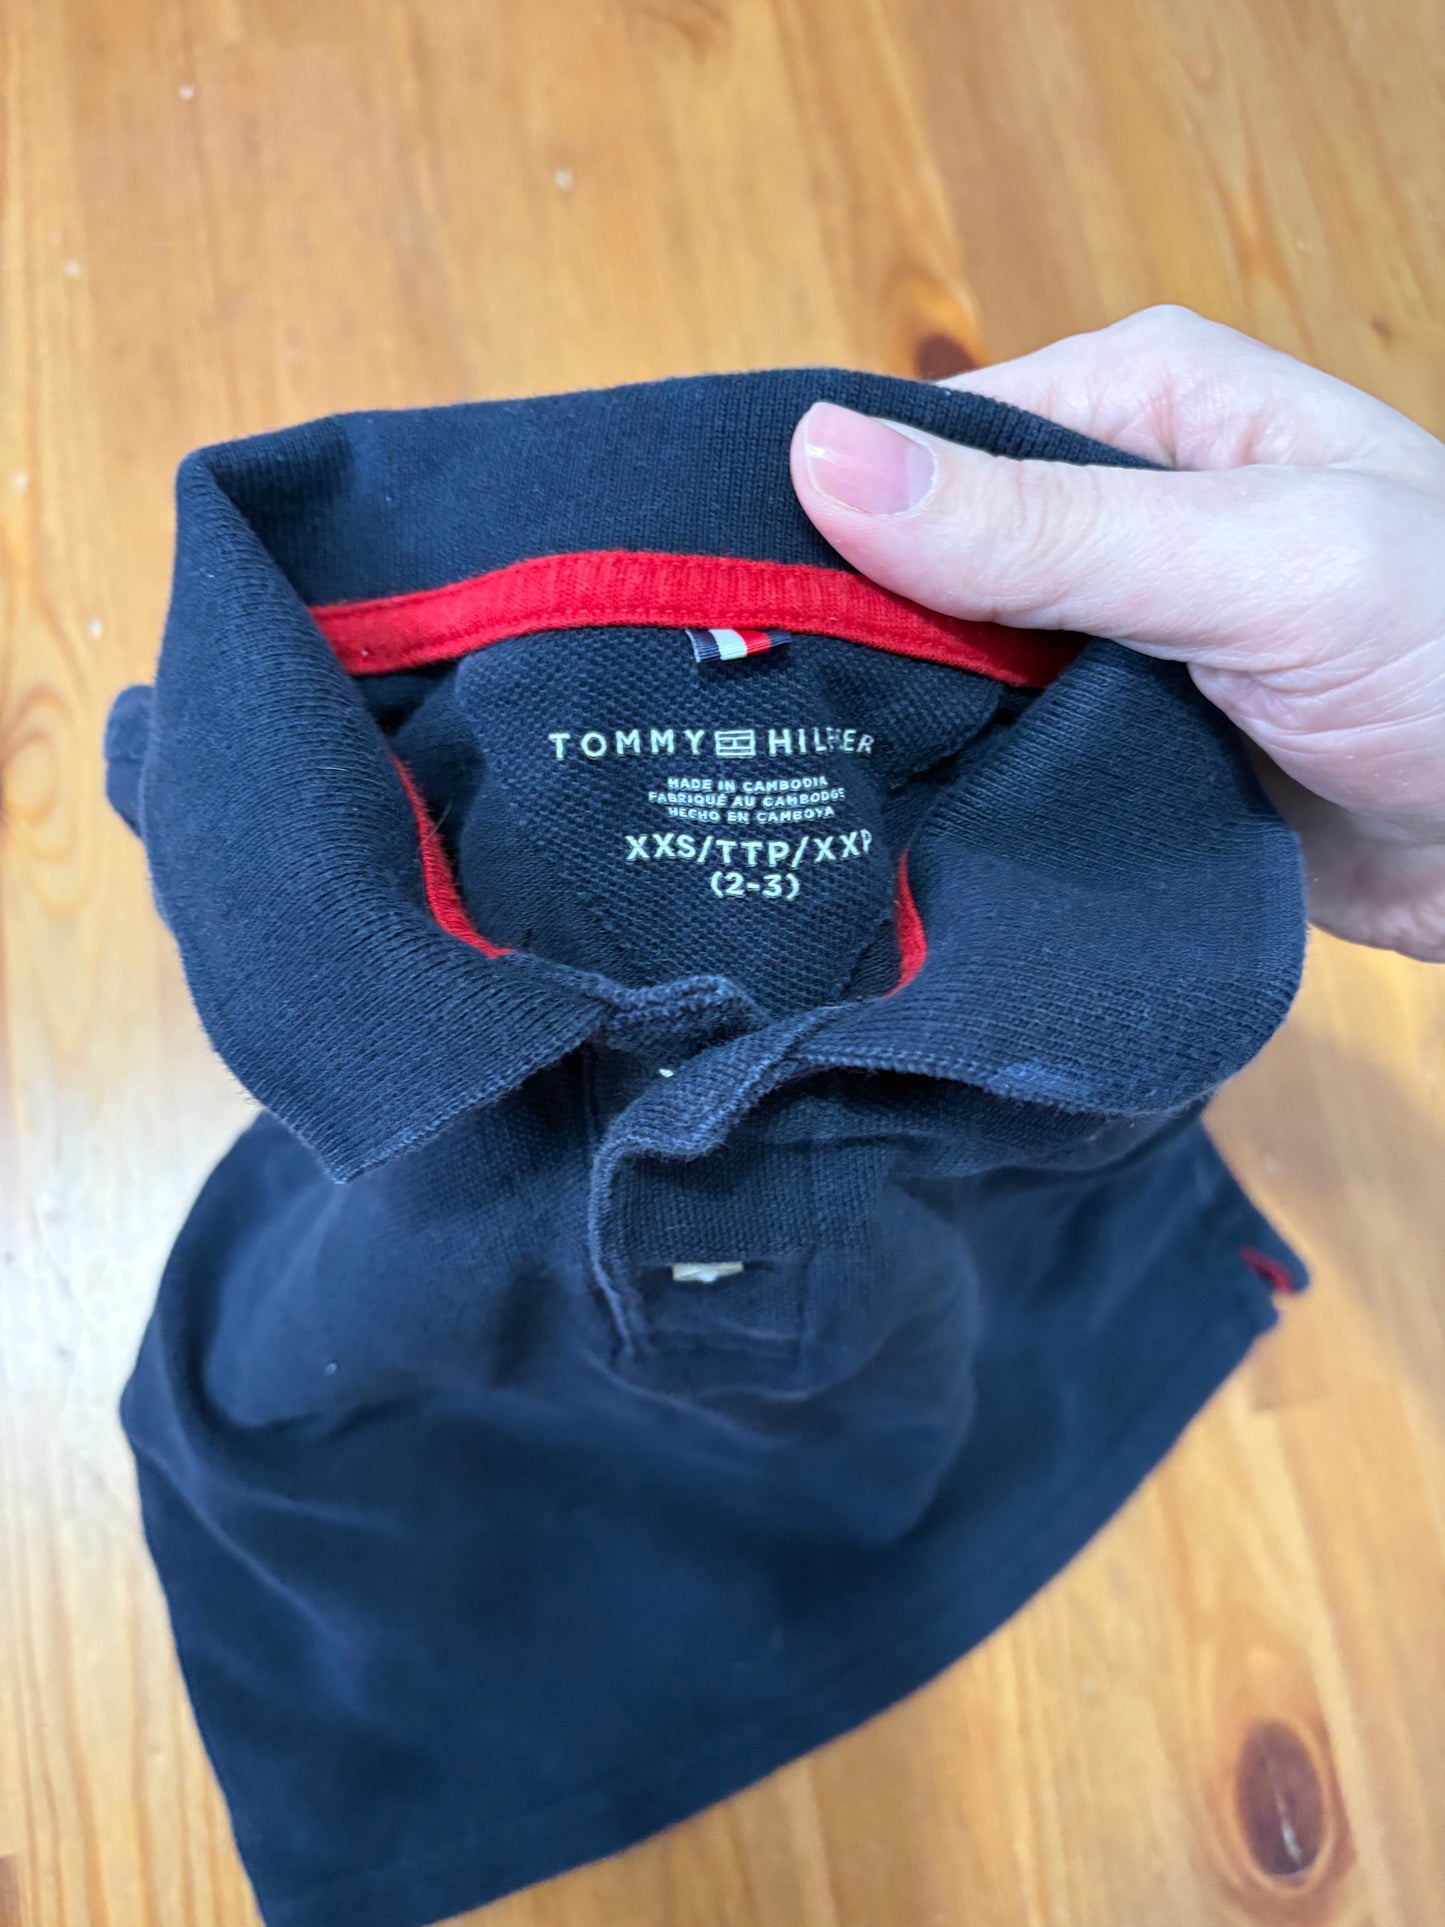 TOMMY HILFIGER
MADE IN CAMBODIA
FABRIQUÉ AU CAMBODGE
HECHO EN CAMBOYA
XXS/TTP/XXP
(2-3)